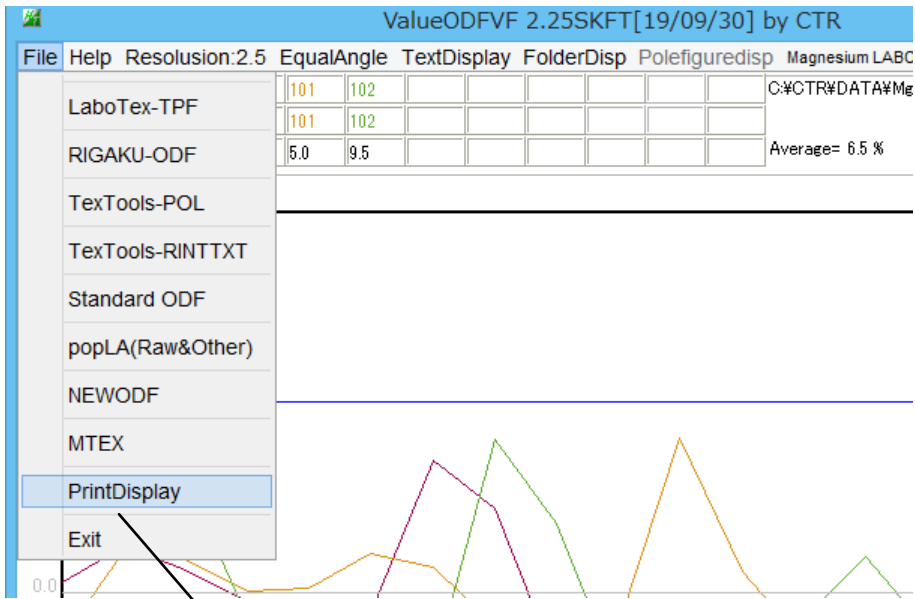 ValueODFVF 2.25SKFT[19/09/30] by CTR
File Help Resolusion:2.5 EqualAngle TextDisplay FolderDisp Polefiguredisp Magnesium LABO
101 102 C:¥CTR¥DATA¥Mg
LaboTex-TPF
101 102
RIGAKU-ODF
5.0 9.5 Average= 6.5 %
TexTools-POL
TexTools-RINTTXT
Standard ODF
popLA(Raw&Other)
NEWODF
MTEX
PrintDisplay
Exit
0.0